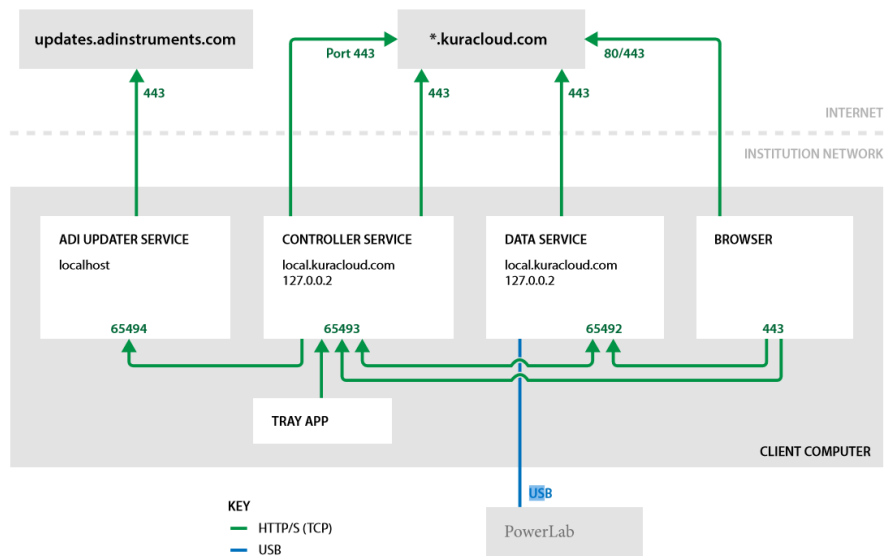 updates.adinstruments.com
*.kuracloud.com
Port 443
80/443
443
443
443
INTERNET
INSTITUTION NETWORK
ADI UPDATER SERVICE
localhost
65494
CONTROLLER SERVICE
local.kuracloud.com
127.0.0.2
65493
DATA SERVICE
local.kuracloud.com
127.0.0.2
65492
BROWSER
443
TRAY APP
CLIENT COMPUTER
USB
PowerLab
KEY
HTTP/S (TCP)
USB